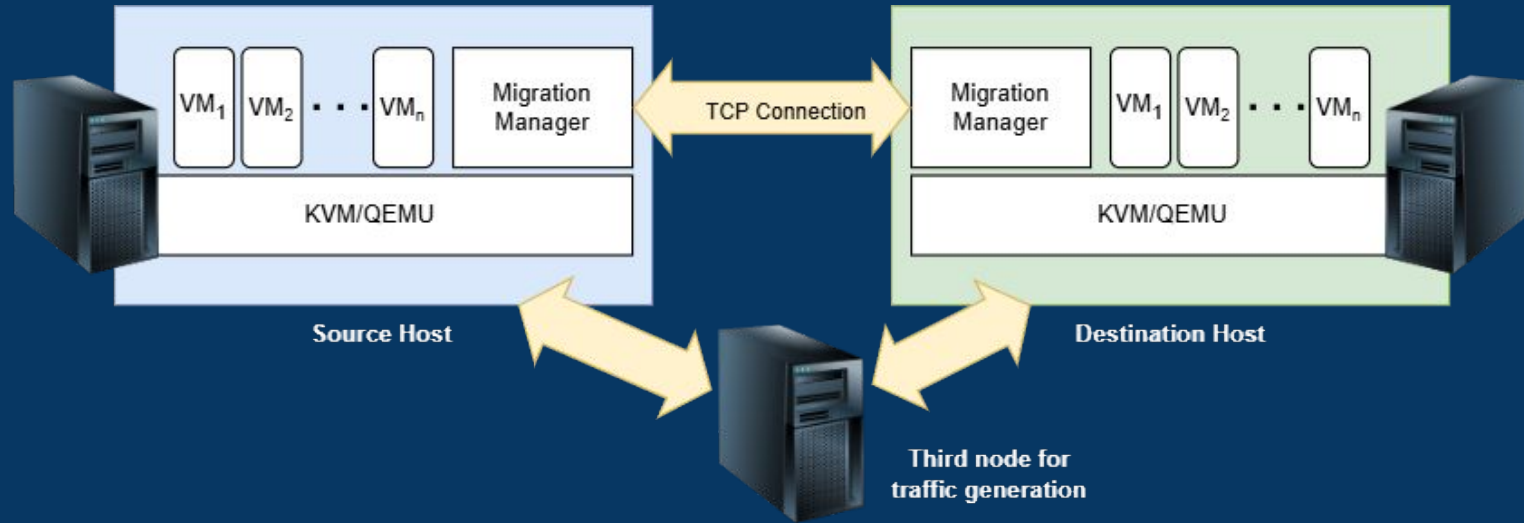 VM₁
VM₂
. . .
VMₙ
Migration
Manager
KVM/QEMU
Source Host
TCP Connection
Migration
Manager
VM₁
VM₂
. . .
VMₙ
KVM/QEMU
Destination Host
Third node for
traffic generation